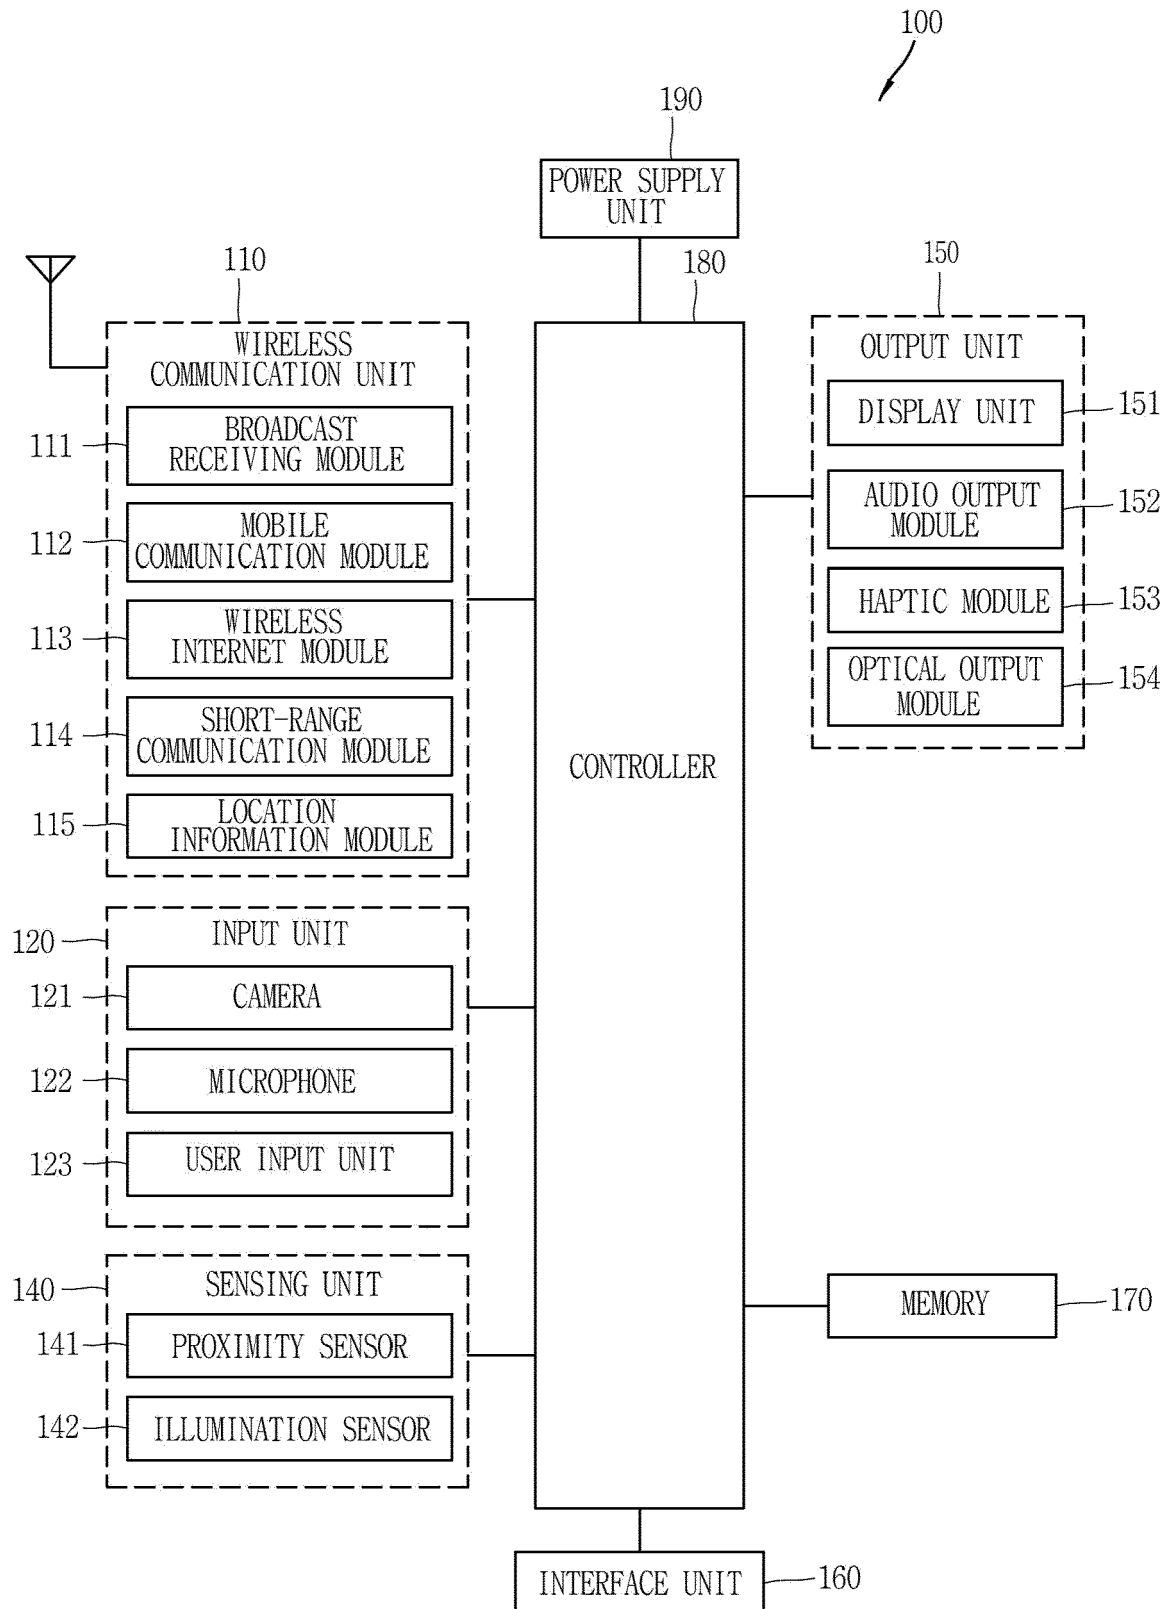 100
190
POWER SUPPLY
UNIT
110
180
150
WIRELESS
COMMUNICATION UNIT
111
BROADCAST
RECEIVING MODULE
112
MOBILE
COMMUNICATION MODULE
113
WIRELESS
INTERNET MODULE
114
SHORT-RANGE
COMMUNICATION MODULE
115
LOCATION
INFORMATION MODULE
120
INPUT UNIT
121
CAMERA
122
MICROPHONE
123
USER INPUT UNIT
140
SENSING UNIT
141
PROXIMITY SENSOR
142
ILLUMINATION SENSOR
CONTROLLER
OUTPUT UNIT
DISPLAY UNIT
151
AUDIO OUTPUT
MODULE
152
HAPTIC MODULE
153
OPTICAL OUTPUT
MODULE
154
MEMORY
170
INTERFACE UNIT
160